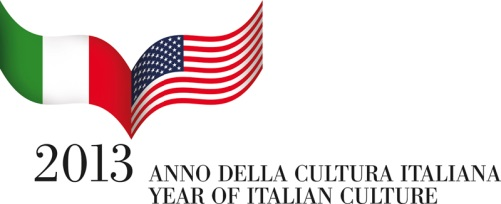 2013 ANNO DELLA CULTURA ITALIANA
YEAR OF ITALIAN CULTURE